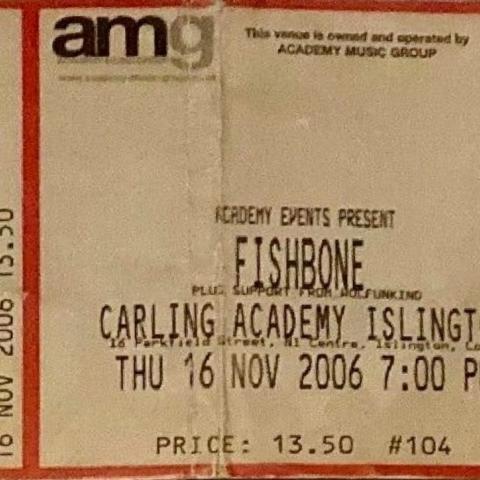 amg
This venue is owned and operated by
ACADEMY MUSIC GROUP
ACADEMY EVENTS PRESENT
FISHBONE
PLUS SUPPORT FROM WOLFUNKIND
CARLING ACADEMY ISLINGT
16 Parkfield Street, N1 Centre, Islington, Lo
THU 16 NOV 2006 7:00 P
PRICE: 13.50 #104
16 NOV 2006 13.50